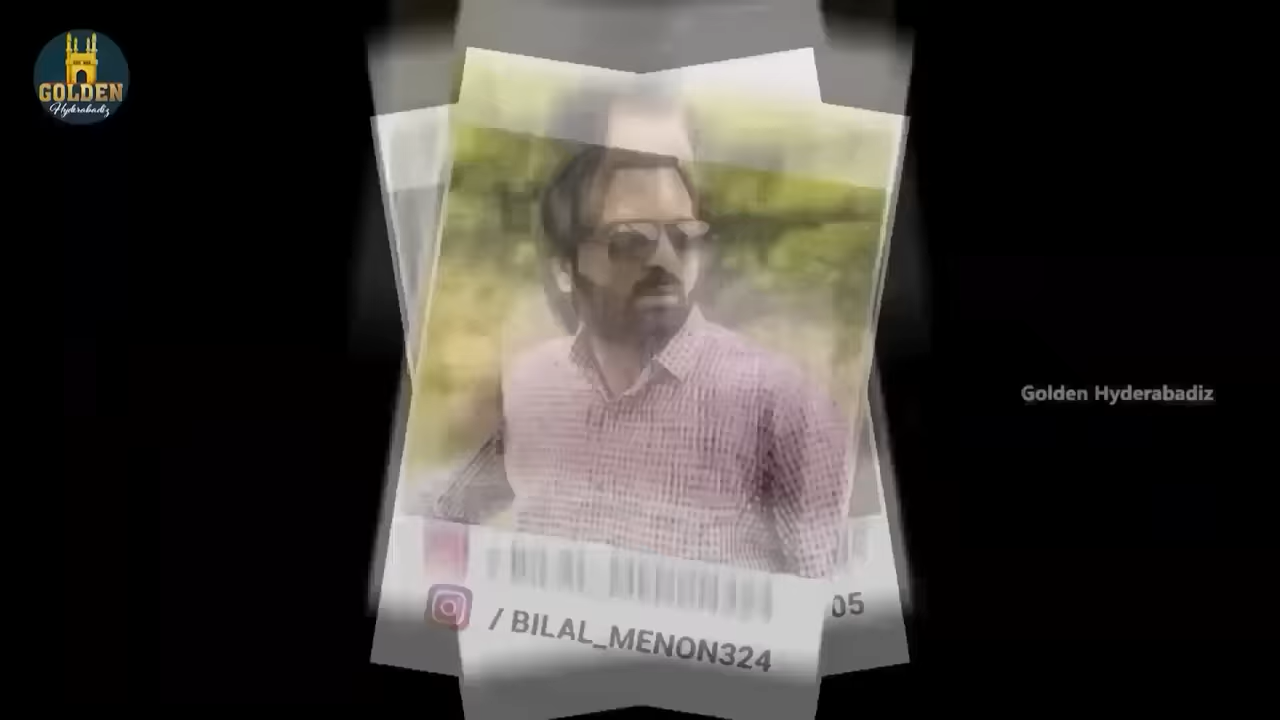 GOLDEN
Hyderabadiz
Golden Hyderabadiz
05
/ BILAL_MENON324